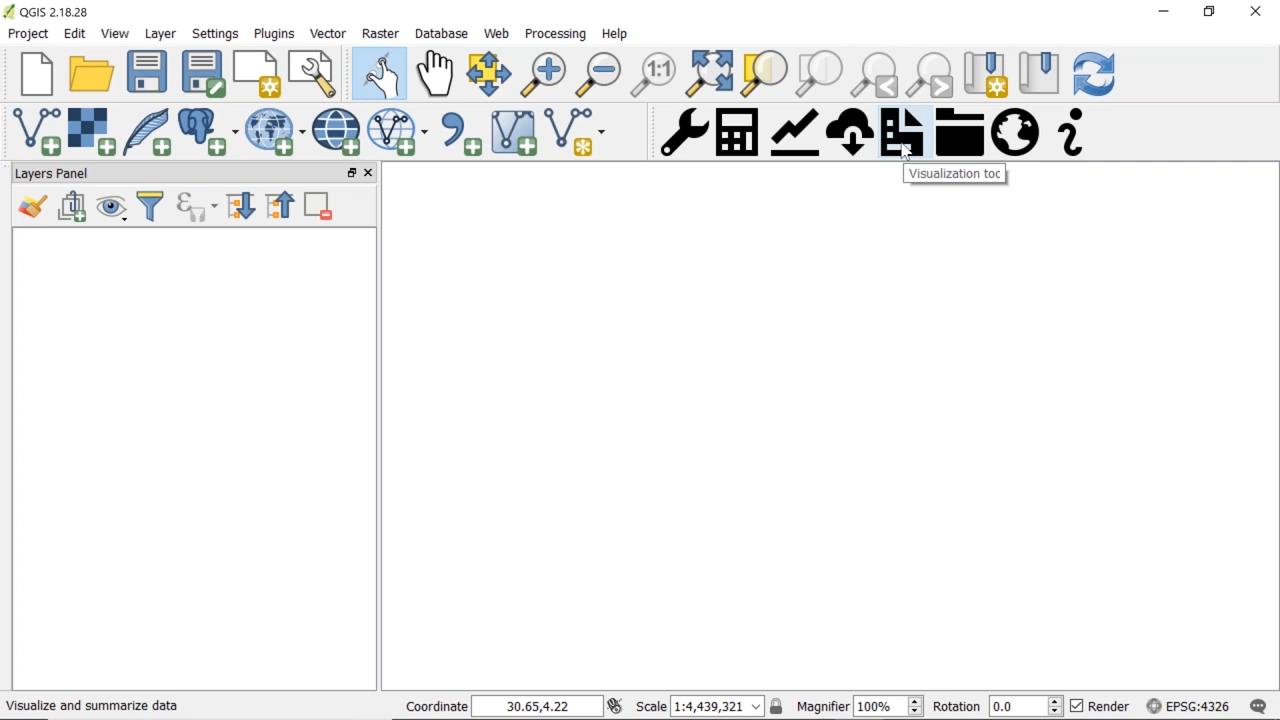 QGIS 2.18.28
Project Edit View Layer Settings Plugins Vector Raster Database Web Processing Help
1:1
Layers Panel
Visualization toc
Visualize and summarize data
Coordinate 30.65,4.22 Scale 1:4,439,321 Magnifier 100% Rotation 0.0 Render EPSG:4326